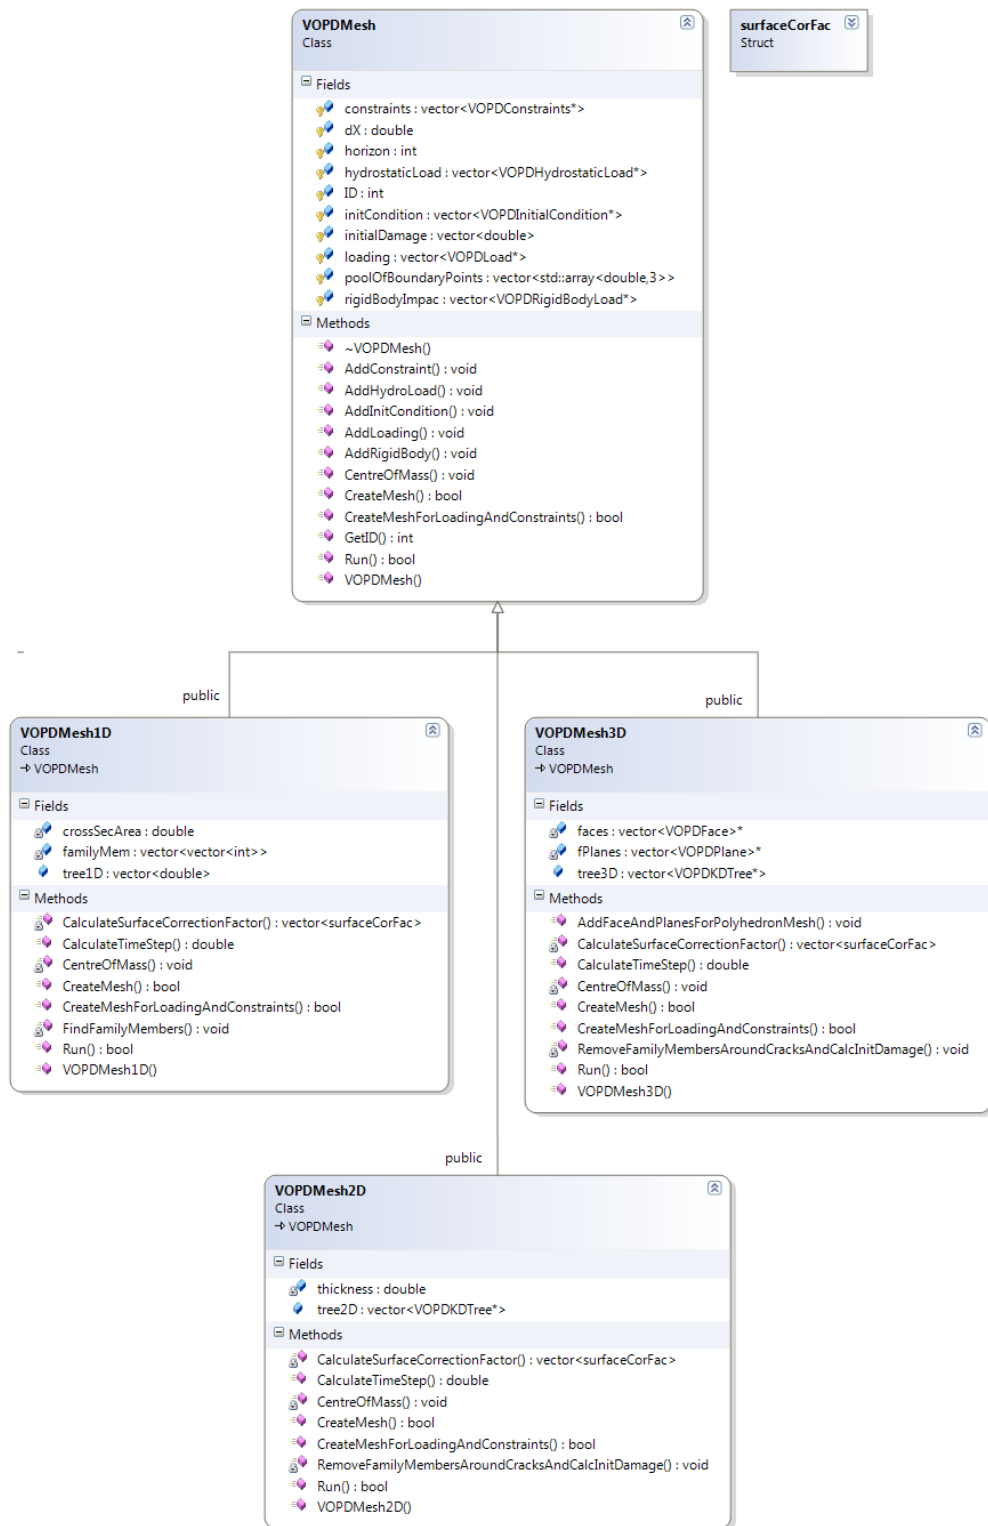 VOPDMesh
Class
Fields
constraints : vector<VOPDConstraints*>
dX : double
horizon : int
hydrostaticLoad : vector<VOPDHydrostaticLoad*>
ID : int
initCondition : vector<VOPDInitialCondition*>
initialDamage : vector<double>
loading : vector<VOPDLoad*>
poolOfBoundaryPoints : vector<std::array<double,3>>
rigidBodyImpac : vector<VOPDRigidBodyLoad*>
Methods
~VOPDMesh()
AddConstraint() : void
AddHydroLoad() : void
AddInitCondition() : void
AddLoading() : void
AddRigidBody() : void
CentreOfMass() : void
CreateMesh() : bool
CreateMeshForLoadingAndConstraints() : bool
GetID() : int
Run() : bool
VOPDMesh()
surfaceCorFac
Struct
public
VOPDMesh1D
Class
VOPDMesh
Fields
crossSecArea : double
familyMem : vector<vector<int>>
tree1D : vector<double>
Methods
CalculateSurfaceCorrectionFactor() : vector<surfaceCorFac>
CalculateTimeStep() : double
CentreOfMass() : void
CreateMesh() : bool
CreateMeshForLoadingAndConstraints() : bool
FindFamilyMembers() : void
Run() : bool
VOPDMesh1D()
public
VOPDMesh3D
Class
VOPDMesh
Fields
faces : vector<VOPDFace>*
fPlanes : vector<VOPDPlane>*
tree3D : vector<VOPDKDTree*>
Methods
AddFaceAndPlanesForPolyhedronMesh() : void
CalculateSurfaceCorrectionFactor() : vector<surfaceCorFac>
CalculateTimeStep() : double
CentreOfMass() : void
CreateMesh() : bool
CreateMeshForLoadingAndConstraints() : bool
RemoveFamilyMembersAroundCracksAndCalcInitDamage() : void
Run() : bool
VOPDMesh3D()
public
VOPDMesh2D
Class
VOPDMesh
Fields
thickness : double
tree2D : vector<VOPDKDTree*>
Methods
CalculateSurfaceCorrectionFactor() : vector<surfaceCorFac>
CalculateTimeStep() : double
CentreOfMass() : void
CreateMesh() : bool
CreateMeshForLoadingAndConstraints() : bool
RemoveFamilyMembersAroundCracksAndCalcInitDamage() : void
Run() : bool
VOPDMesh2D()